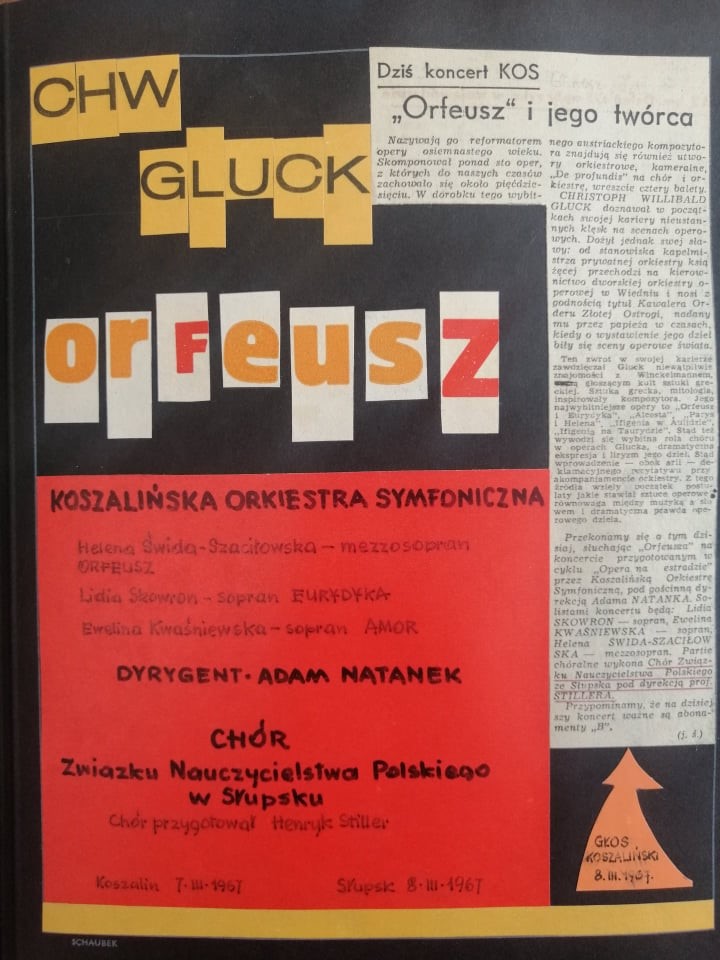 CHW
GLUCK
orFeusz
Dziś koncert KOS
„Orfeusz“ i jego twórca
Nazywają go reformatorem
opery osiemnastego wieku.
Skomponował ponad sto oper,
z których do naszych czasów
zachowało się około pięćdzie-
sięciu. W dorobku tego wybit-
nego austriackiego kompozyto-
ra znajdują się również utwo-
ry orkiestrowe, kameralne,
„De profundis“ na chór i or-
kiestrę, wreszcie cztery balety.
CHRISTOPH WILLIBALD
GLUCK doznawał w począt-
kach swojej kariery nieustan-
nych klęsk na scenach opero-
wych. Dożył jednak swej sła-
wy: od stanowiska kapelmi-
strza prywatnej orkiestry ksią
żęcej przechodzi na kierow-
nictwo dworskiej orkiestry o-
perowej w Wiedniu i nosi z
godnością tytuł Kawalera Or-
deru Złotej Ostrogi, nadany
mu przez papieża w czasach,
kiedy o wystawienie jego dzieł
biły się sceny operowe świata.
Ten zwrot w swojej karierze
zawdzięczał Gluck niewątpliwie
znajomości z Winckelmannem,
głoszącym kult sztuki gre-
ckiej. Sztuka grecka, mitologia,
inspirowały kompozytora. Jego
najwybitniejsze opery to „Orfeusz
i Eurydyka“, „Alcesta“, „Parys
i Helena“, „Ifigenia w Aulidzie“,
„Ifigenia na Taurydzie“. Stąd też
wywodzi się wybitna rola chóru
w operach Glucka, dramatyczna
ekspresja i liryzm jego dzieł. Stąd
wprowadzenie — obok arii — de-
klamacyjnego recytatywu przy
akompaniamencie orkiestry. Z tego
źródła wzięły początek postu-
laty jakie stawiał sztuce operowej:
równowaga między muzyką a sło-
wem i dramatyczna prawda ope-
rowego dzieła.
Przekonamy się o tym dzi-
siaj, słuchając „Orfeusza“ na
koncercie przygotowanym w
cyklu „Opera na estradzie“
przez Koszalińską Orkiestrę
Symfoniczną, pod gościnną dy-
rekcją Adama NATANKA. So-
listami koncertu będą: Lidia
SKOWRON — sopran, Ewelina
KWAŚNIEWSKA — sopran,
Helena ŚWIDA-SZACIŁOW
SKA — mezzosopran. Partie
chóralne wykona Chór Związ-
ku Nauczycielstwa Polskiego
ze Słupska pod dyrekcją prof.
STILLERA.
Przypominamy, że na dzisiej
szy koncert ważne są abona-
menty „B“.
(j. ś.)
KOSZALIŃSKA ORKIESTRA SYMFONICZNA
Helena Świda-Szaciłowska – mezzosopran
ORFEUSZ
Lidia Skowron – sopran EURYDYKA
Ewelina Kwaśniewska – sopran AMOR
DYRYGENT · ADAM NATANEK
CHÓR
Związku Nauczycielstwa Polskiego
w Słupsku
Chór przygotował Henryk Stiller
Koszalin 7·III·1967 Słupsk 8·III·1967
GŁOS
KOSZALIŃSKI
8.III.1967.
SCHAUBEK